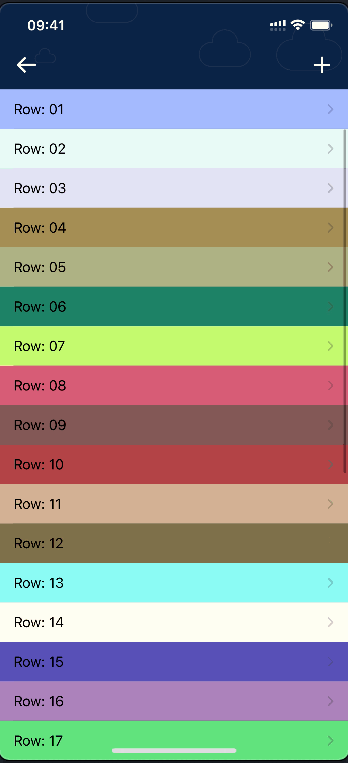 09:41
Row: 01
Row: 02
Row: 03
Row: 04
Row: 05
Row: 06
Row: 07
Row: 08
Row: 09
Row: 10
Row: 11
Row: 12
Row: 13
Row: 14
Row: 15
Row: 16
Row: 17